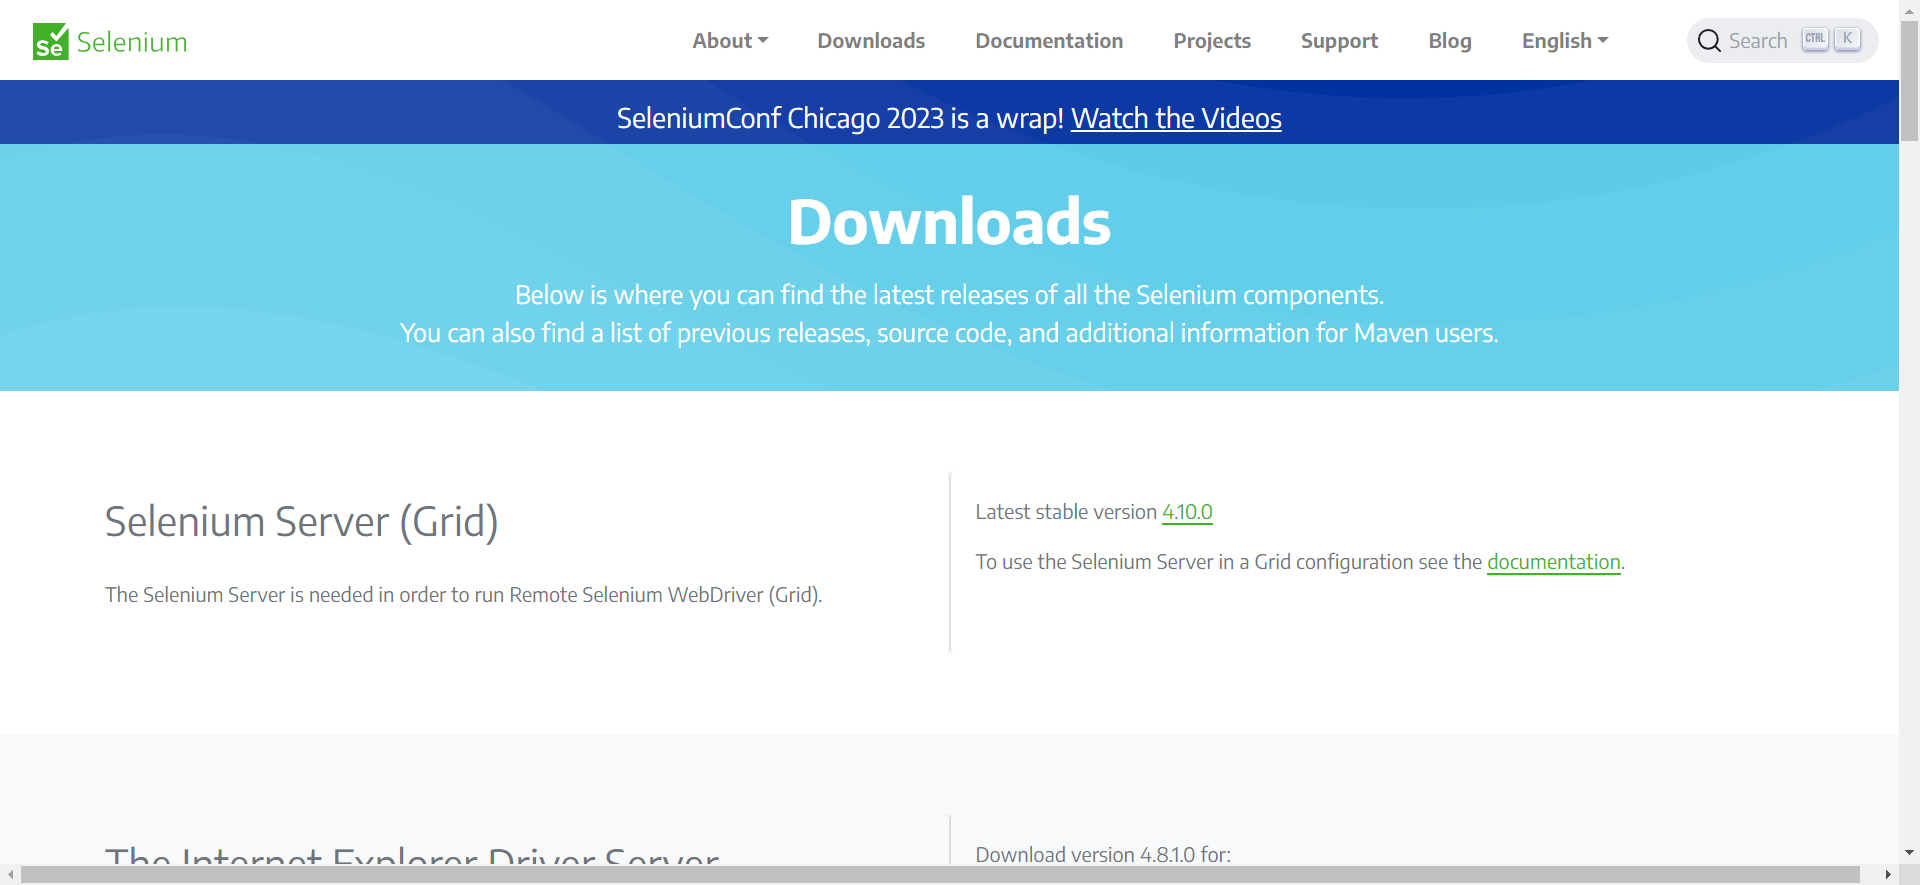 Se Selenium
About Downloads Documentation Projects Support Blog English Search CTRL K
SeleniumConf Chicago 2023 is a wrap! Watch the Videos
Downloads
Below is where you can find the latest releases of all the Selenium components.
You can also find a list of previous releases, source code, and additional information for Maven users.
Selenium Server (Grid)
The Selenium Server is needed in order to run Remote Selenium WebDriver (Grid).
Latest stable version 4.10.0
To use the Selenium Server in a Grid configuration see the documentation.
The Internet Explorer Driver Server
Download version 4.8.1.0 for: